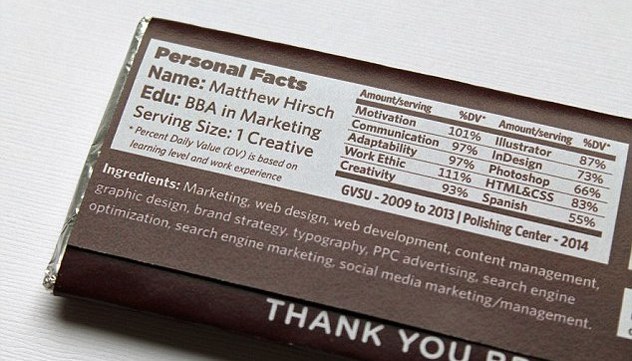 Personal Facts
Name: Matthew Hirsch
Edu: BBA in Marketing
Serving Size: 1 Creative
* Percent Daily Value (DV) is based on
learning level and work experience
Amount/serving %DV* Amount/serving %DV*
Motivation 101% Illustrator 87%
Communication 97% InDesign 73%
Adaptability 97% Photoshop 66%
Work Ethic 111% HTML&CSS 83%
Creativity 93% Spanish 55%
GVSU - 2009 to 2013 | Polishing Center - 2014
Ingredients: Marketing, web design, web development, content management,
graphic design, brand strategy. typography, PPC advertising, search engine
optimization, search engine marketing, social media marketing/management.
THANK YOU